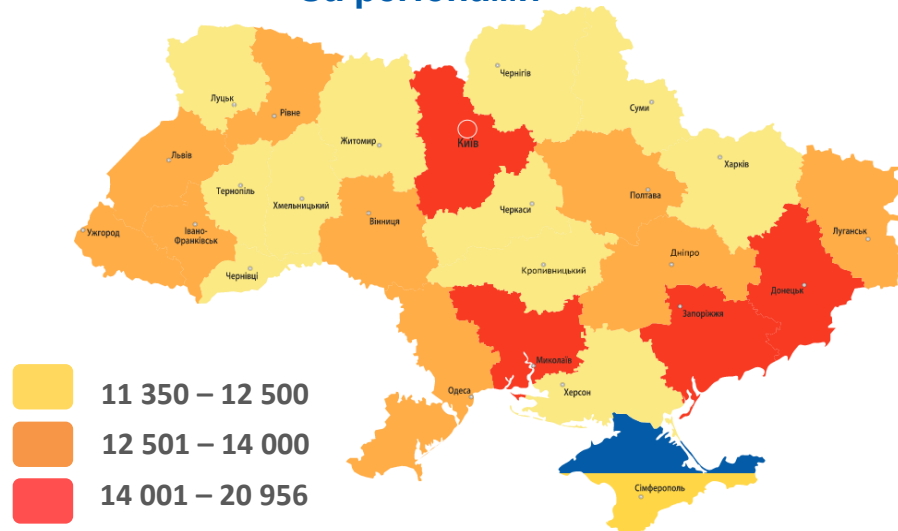 за регіонами
Чернігів
Луцьк
Суми
Рівне
Київ
Житомир
Львів
Харків
Тернопіль
Полтава
Хмельницький
Черкаси
Вінниця
Ужгород
Івано-
Франківськ
Луганськ
Дніпро
Чернівці
Кропивницький
Донецьк
Запоріжжя
Миколаїв
Одеса
Херсон
11 350 – 12 500
12 501 – 14 000
14 001 – 20 956
Сімферополь